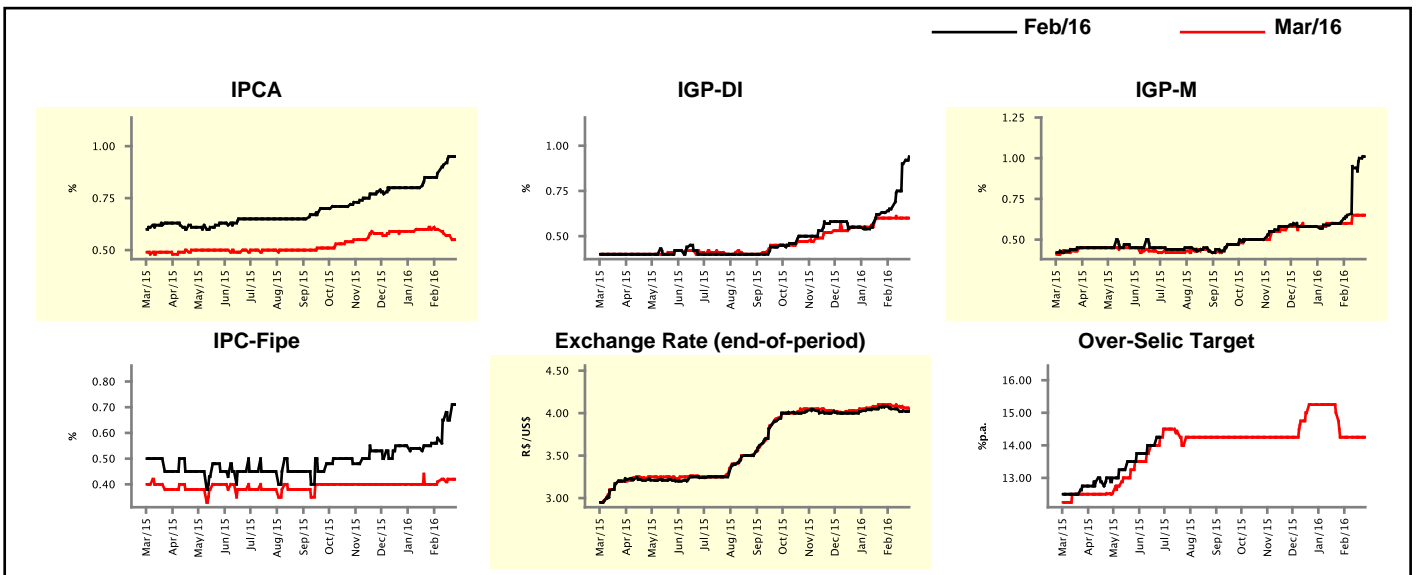 Feb/16 Mar/16
IPCA
%
1.00
0.75
0.50
Mar/15 Apr/15 May/15 Jun/15 Jul/15 Aug/15 Sep/15 Oct/15 Nov/15 Dec/15 Jan/16 Feb/16
IGP-DI
%
1.00
0.75
0.50
Mar/15 Apr/15 May/15 Jun/15 Jul/15 Aug/15 Sep/15 Oct/15 Nov/15 Dec/15 Jan/16 Feb/16
IGP-M
%
1.25
1.00
0.75
0.50
Mar/15 Apr/15 May/15 Jun/15 Jul/15 Aug/15 Sep/15 Oct/15 Nov/15 Dec/15 Jan/16 Feb/16
IPC-Fipe
%
0.80
0.70
0.60
0.50
0.40
Mar/15 Apr/15 May/15 Jun/15 Jul/15 Aug/15 Sep/15 Oct/15 Nov/15 Dec/15 Jan/16 Feb/16
Exchange Rate (end-of-period)
R$/US$
4.50
4.00
3.50
3.00
Mar/15 Apr/15 May/15 Jun/15 Jul/15 Aug/15 Sep/15 Oct/15 Nov/15 Dec/15 Jan/16 Feb/16
Over-Selic Target
%p.a.
16.00
15.00
14.00
13.00
Mar/15 Apr/15 May/15 Jun/15 Jul/15 Aug/15 Sep/15 Oct/15 Nov/15 Dec/15 Jan/16 Feb/16